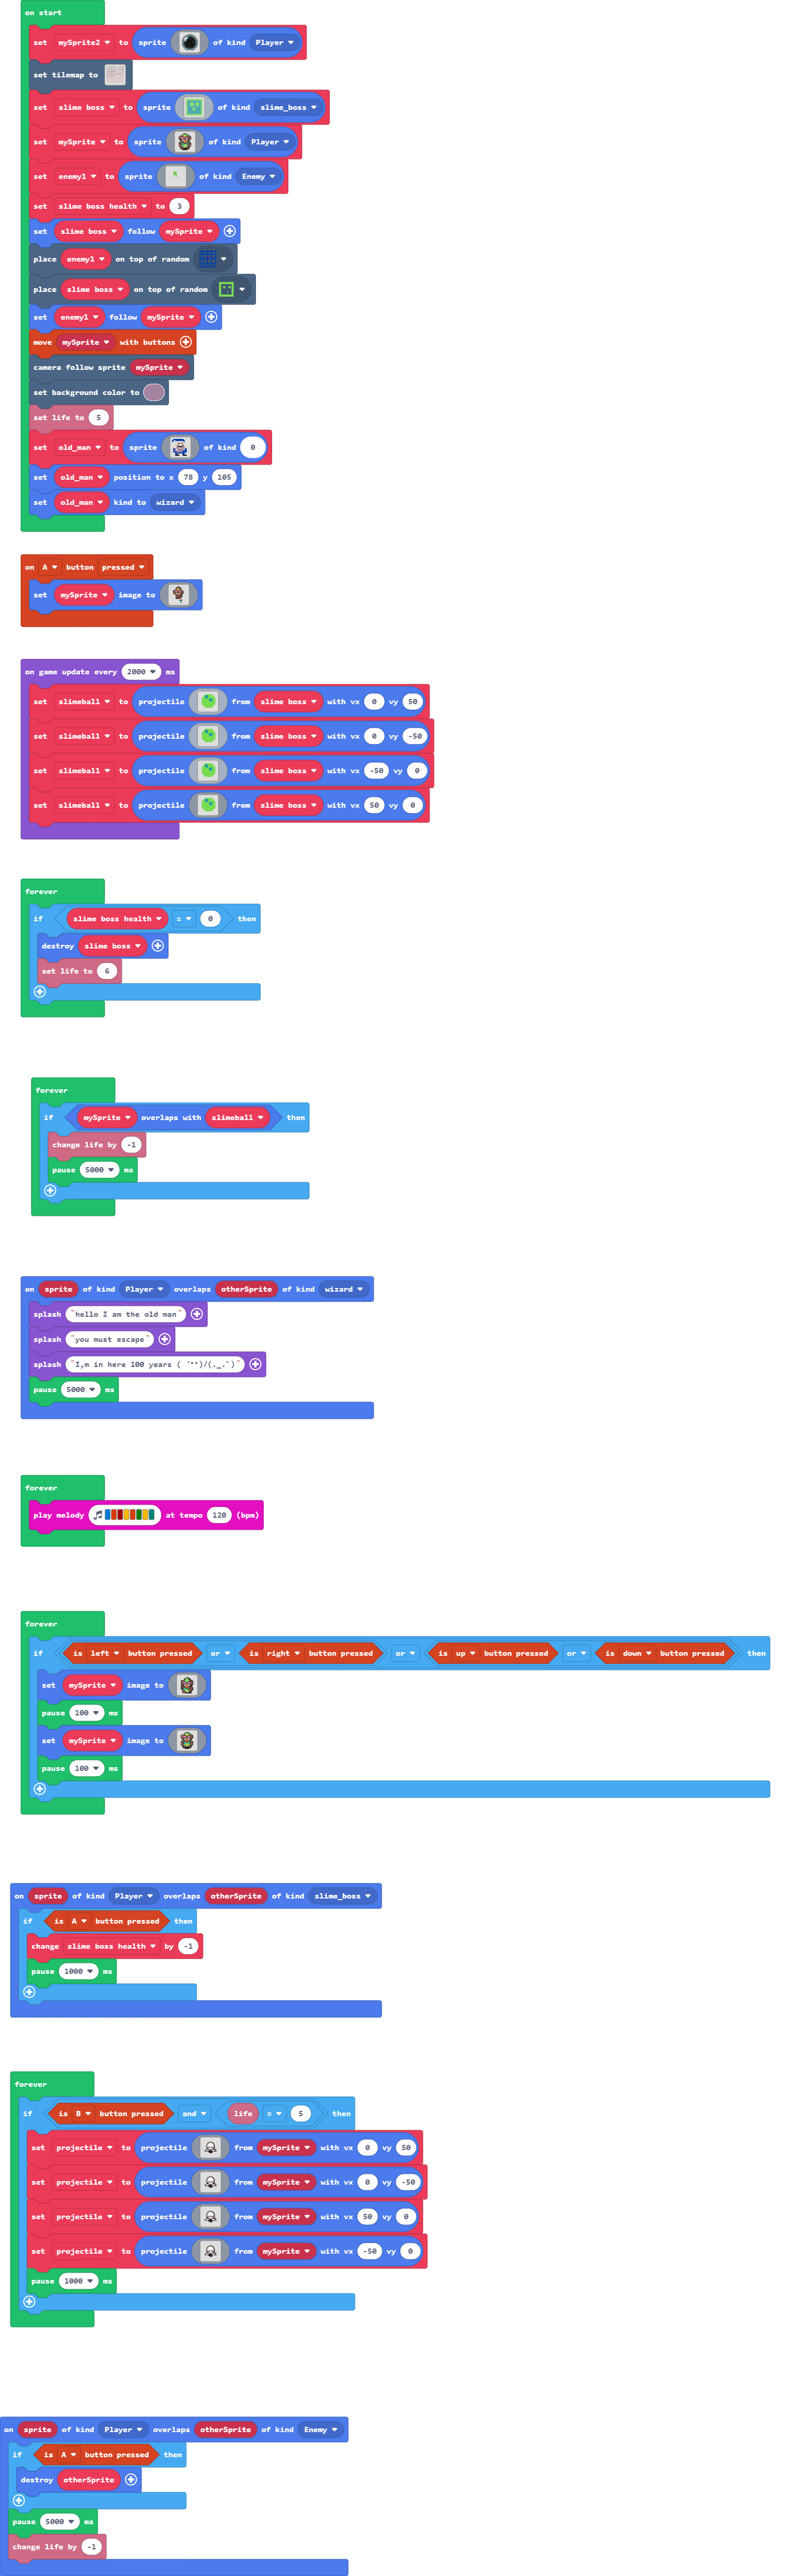 on start
set mySprite2 to sprite of kind Player
set tilemap to
set slime boss to sprite of kind slime_boss
set mySprite to sprite of kind Player
set enemy1 to sprite of kind Enemy
set slime boss health to 3
set slime boss follow mySprite
place enemy1 on top of random
place slime boss on top of random
set enemy1 follow mySprite
move mySprite with buttons
camera follow sprite mySprite
set background color to
set life to 5
set old_man to sprite of kind 0
set old_man position to x 78 y 105
set old_man kind to wizard
on A button pressed
set mySprite image to
on game update every 2000 ms
set slimeball to projectile from slime boss with vx 0 vy 50
set slimeball to projectile from slime boss with vx 0 vy -50
set slimeball to projectile from slime boss with vx -50 vy 0
set slimeball to projectile from slime boss with vx 50 vy 0
forever
if slime boss health = 0 then
destroy slime boss
set life to 6
forever
if mySprite overlaps with slimeball then
change life by -1
pause 5000 ms
on sprite of kind Player overlaps otherSprite of kind wizard
splash "hello I am the old man"
splash "you must escape"
splash "I,m in here 100 years ( ´••)/(._.`)"
pause 5000 ms
forever
play melody at tempo 120 (bpm)
forever
if is left button pressed or is right button pressed or is up button pressed or is down button pressed then
set mySprite image to
pause 100 ms
set mySprite image to
pause 100 ms
on sprite of kind Player overlaps otherSprite of kind slime_boss
if is A button pressed then
change slime boss health by -1
pause 1000 ms
forever
if is B button pressed and life = 5 then
set projectile to projectile from mySprite with vx 0 vy 50
set projectile to projectile from mySprite with vx 0 vy -50
set projectile to projectile from mySprite with vx 50 vy 0
set projectile to projectile from mySprite with vx -50 vy 0
pause 1000 ms
on sprite of kind Player overlaps otherSprite of kind Enemy
if is A button pressed then
destroy otherSprite
pause 5000 ms
change life by -1